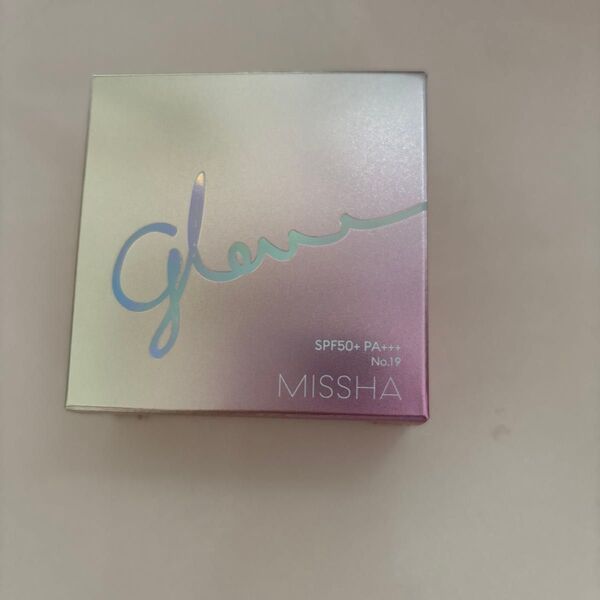 Glow
SPF50+ PA+++
No.19
MISSHA